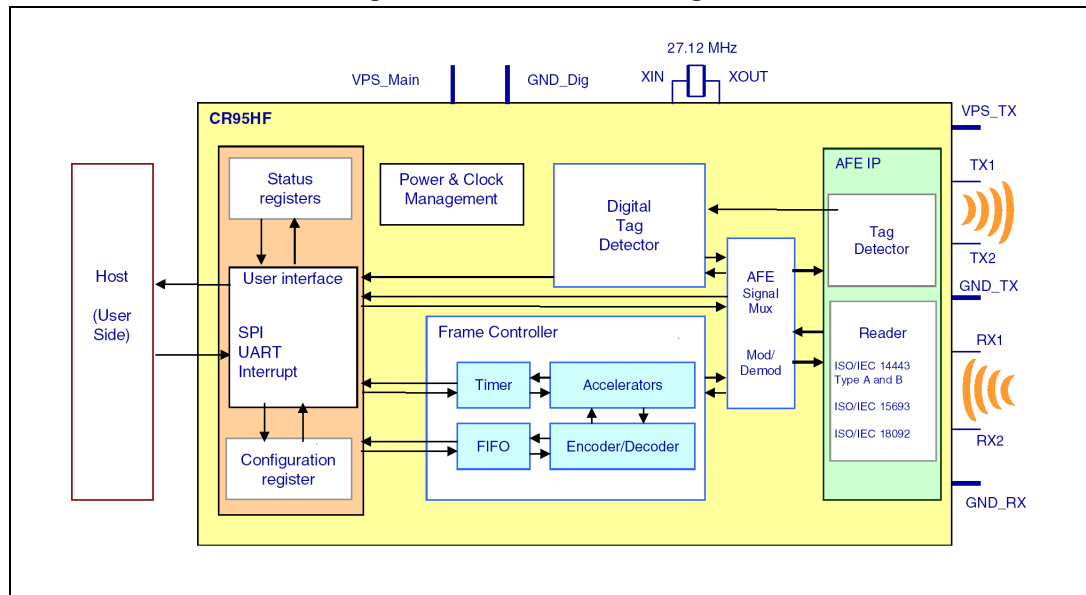 27.12 MHz
VPS_Main
GND_Dig
XIN
XOUT
VPS_TX
CR95HF
AFE IP
TX1
Status
registers
Power & Clock
Management
Digital
Tag
Detector
Tag
Detector
TX2
Host
(User
Side)
User interface
SPI
UART
Interrupt
AFE
Signal
Mux
Mod/
Demod
GND_TX
Frame Controller
Reader
ISO/IEC 14443
Type A and B
ISO/IEC 15693
ISO/IEC 18092
RX1
Timer
Accelerators
FIFO
Encoder/Decoder
RX2
Configuration
register
GND_RX